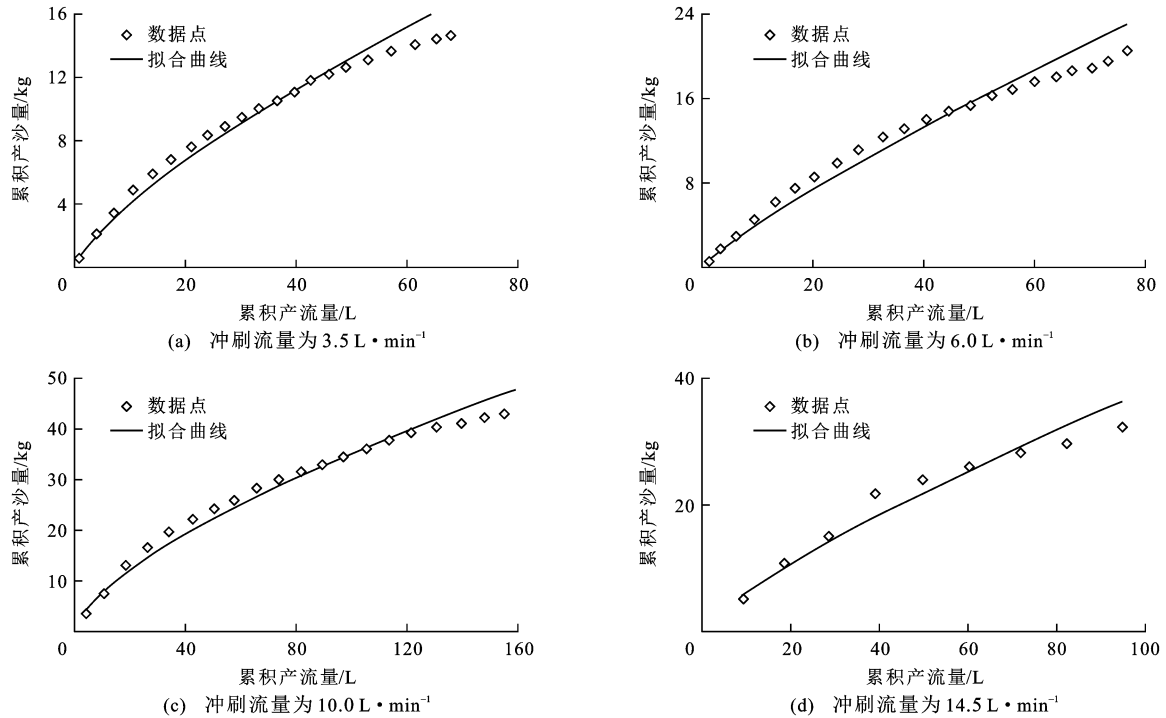 16
12
8
4
0
20
40
60
80
累积产沙量/kg
数据点
拟合曲线
累积产流量/L
(a) 冲刷流量为3.5 L·min⁻¹
24
16
8
0
20
40
60
80
累积产沙量/kg
数据点
拟合曲线
累积产流量/L
(b) 冲刷流量为6.0 L·min⁻¹
50
40
30
20
10
0
40
80
120
160
累积产沙量/kg
数据点
拟合曲线
累积产流量/L
(c) 冲刷流量为10.0 L·min⁻¹
40
20
0
20
40
60
80
100
累积产沙量/kg
数据点
拟合曲线
累积产流量/L
(d) 冲刷流量为14.5 L·min⁻¹